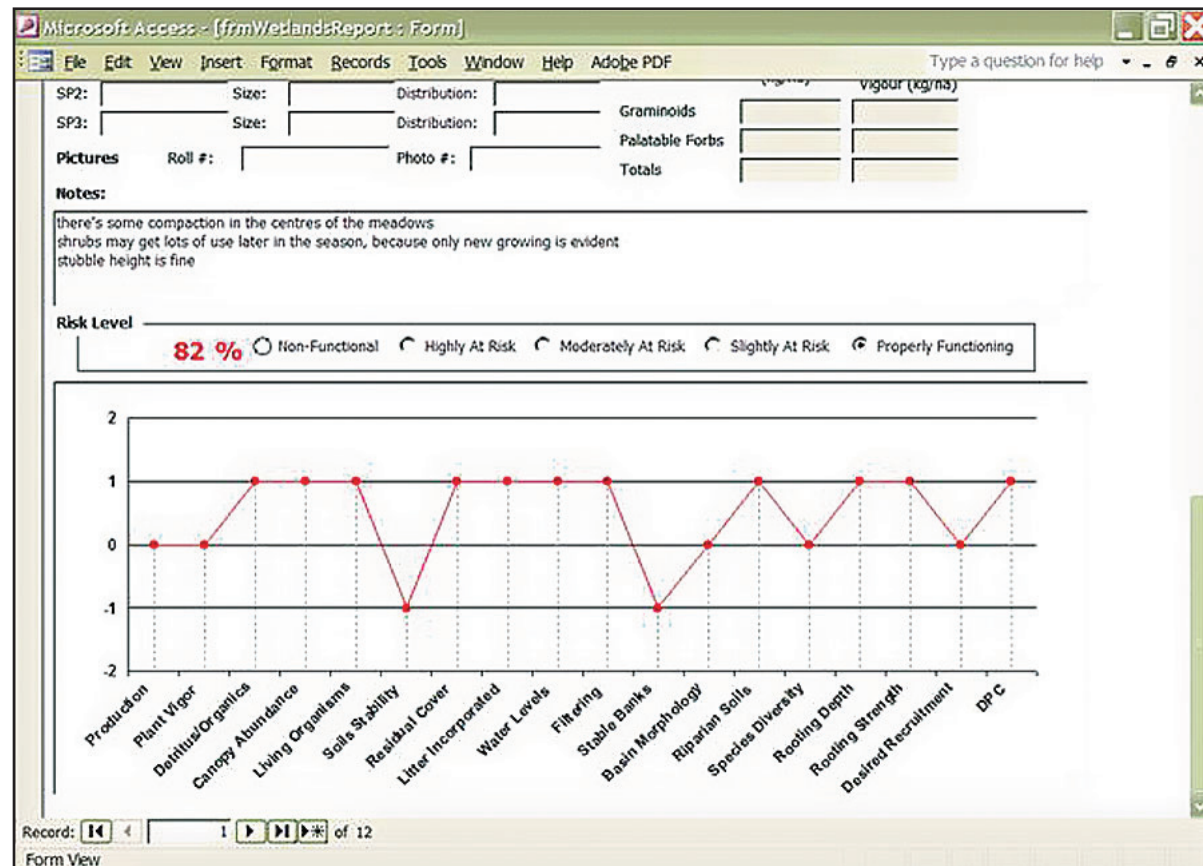 Microsoft Access - [frmWetlandsReport : Form]
File Edit View Insert Format Records Tools Window Help Adobe PDF Type a question for help
SP2: Size: Distribution: (kg/ha) Vigour (kg/ha)
SP3: Size: Distribution: Graminoids
Palatable Forbs
Pictures Roll #: Photo #: Totals
Notes:
there's some compaction in the centres of the meadows
shrubs may get lots of use later in the season, because only new growing is evident
stubble height is fine
Risk Level
82 % Non-Functional Highly At Risk Moderately At Risk Slightly At Risk Properly Functioning
2
1
0
-1
-2
Production
Plant Vigor
Detritus/Organics
Canopy Abundance
Living Organisms
Soils Stability
Residual Cover
Litter Incorporated
Water Levels
Filtering
Stable Banks
Basin Morphology
Riparian Soils
Species Diversity
Rooting Depth
Rooting Strength
Desired Recruitment
DPC
Record: 1 of 12
Form View